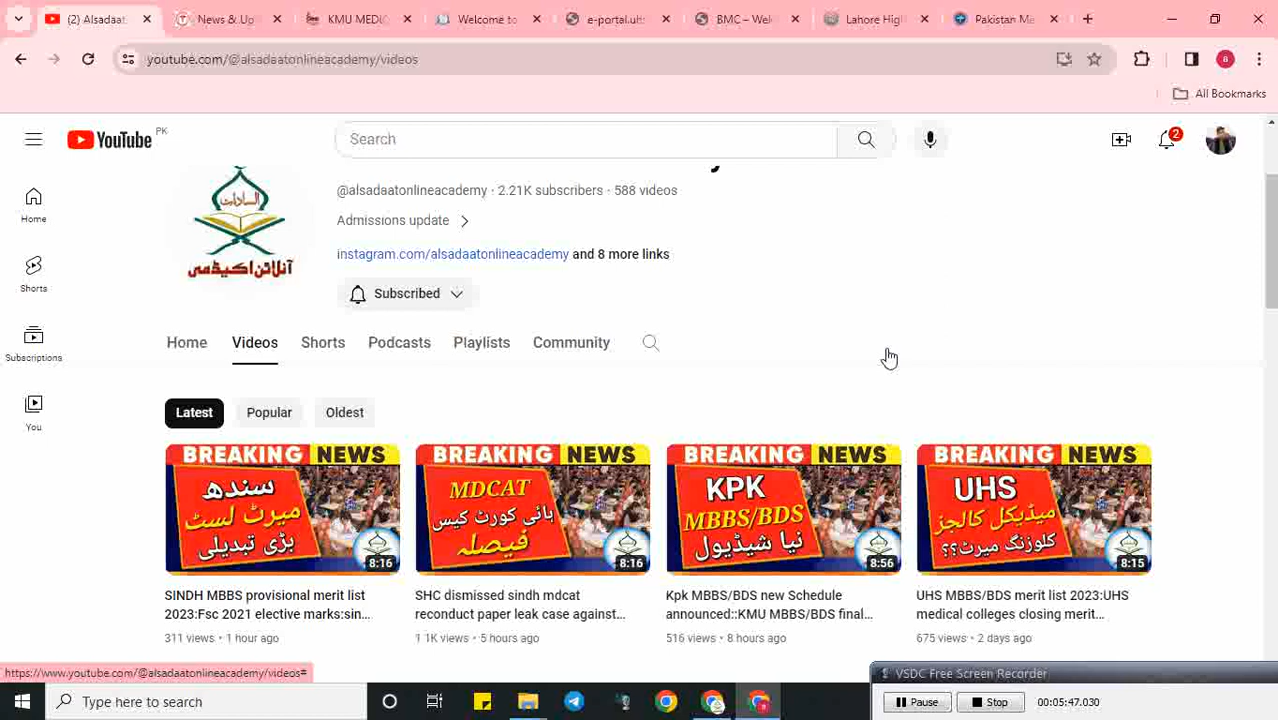 (2) Alsadaat
News & Up
KMU MEDIC
Welcome to
e-portal.uh
BMC – Wel
Lahore Hig
Pakistan Me
youtube.com/@alsadaatonlineacademy/videos
a
All Bookmarks
YouTube PK
Search
2
Home
Shorts
Subscriptions
You
السادات
آنلائن اکیڈمی
@alsadaatonlineacademy · 2.21K subscribers · 588 videos
Admissions update
instagram.com/alsadaatonlineacademy and 8 more links
Subscribed
Home Videos Shorts Podcasts Playlists Community
Latest Popular Oldest
BREAKING NEWS
سندھ
میرٹ لسٹ
بڑی تبدیلی
8:16
BREAKING NEWS
MDCAT
ہائی کورٹ کیس
فیصلہ
8:16
BREAKING NEWS
KPK
MBBS/BDS
نیا شیڈیول
8:56
BREAKING NEWS
UHS
میڈیکل کالجز
کلوزنگ میرٹ؟؟
8:15
SINDH MBBS provisional merit list
2023:Fsc 2021 elective marks:sin...
311 views · 1 hour ago
SHC dismissed sindh mdcat
reconduct paper leak case against...
1.1K views · 5 hours ago
Kpk MBBS/BDS new Schedule
announced::KMU MBBS/BDS final...
516 views · 8 hours ago
UHS MBBS/BDS merit list 2023:UHS
medical colleges closing merit...
675 views · 2 days ago
https://www.youtube.com/@alsadaatonlineacademy/videos#
VSDC Free Screen Recorder
Pause Stop 00:05:47.030
Type here to search